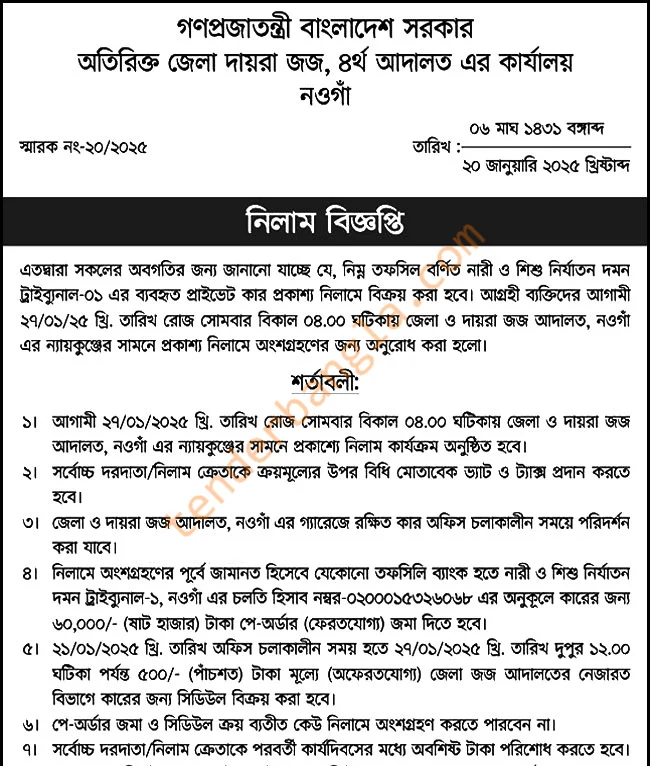 গণপ্রজাতন্ত্রী বাংলাদেশ সরকার
অতিরিক্ত জেলা দায়রা জজ, ৪র্থ আদালত এর কার্যালয়
নওগাঁ
স্মারক নং-২০/২০২৫
০৬ মাঘ ১৪৩১ বঙ্গাব্দ
তারিখ :
২০ জানুয়ারি ২০২৫ খ্রিষ্টাব্দ
নিলাম বিজ্ঞপ্তি
এতদ্বারা সকলের অবগতির জন্য জানানো যাচ্ছে যে, নিম্ন তফসিল বর্ণিত নারী ও শিশু নির্যাতন দমন
ট্রাইব্যুনাল-০১ এর ব্যবহৃত প্রাইভেট কার প্রকাশ্য নিলামে বিক্রয় করা হবে। আগ্রহী ব্যক্তিদের আগামী
২৭/০১/২৫ খ্রি. তারিখ রোজ সোমবার বিকাল ০৪.০০ ঘটিকায় জেলা ও দায়রা জজ আদালত, নওগাঁ
এর ন্যায়কুঞ্জের সামনে প্রকাশ্য নিলামে অংশগ্রহণের জন্য অনুরোধ করা হলো।
শর্তাবলী:
১। আগামী ২৭/০১/২০২৫ খ্রি. তারিখ রোজ সোমবার বিকাল ০৪.০০ ঘটিকায় জেলা ও দায়রা জজ
আদালত, নওগাঁ এর ন্যায়কুঞ্জের সামনে প্রকাশ্যে নিলাম কার্যক্রম অনুষ্ঠিত হবে।
২। সর্বোচ্চ দরদাতা/নিলাম ক্রেতাকে ক্রয়মূল্যের উপর বিধি মোতাবেক ভ্যাট ও ট্যাক্স প্রদান করতে
হবে।
৩। জেলা ও দায়রা জজ আদালত, নওগাঁ এর গ্যারেজে রক্ষিত কার অফিস চলাকালীন সময়ে পরিদর্শন
করা যাবে।
৪। নিলামে অংশগ্রহণের পূর্বে জামানত হিসেবে যেকোনো তফসিলি ব্যাংক হতে নারী ও শিশু নির্যাতন
দমন ট্রাইব্যুনাল-১, নওগাঁ এর চলতি হিসাব নম্বর-০২০০০১৫৩২৬০৬৮ এর অনুকূলে কারের জন্য
৬০,০০০/- (ষাট হাজার) টাকা পে-অর্ডার (ফেরতযোগ্য) জমা দিতে হবে।
৫। ২১/০১/২০২৫ খ্রি. তারিখ অফিস চলাকালীন সময় হতে ২৭/০১/২০২৫ খ্রি. তারিখ দুপুর ১২.০০
ঘটিকা পর্যন্ত ৫০০/- (পাঁচশত) টাকা মূল্যে (অফেরতযোগ্য) জেলা জজ আদালতের নেজারত
বিভাগে কারের জন্য সিডিউল বিক্রয় করা হবে।
৬। পে-অর্ডার জমা ও সিডিউল ক্রয় ব্যতীত কেউ নিলামে অংশগ্রহণ করতে পারবেন না।
৭। সর্বোচ্চ দরদাতা/নিলাম ক্রেতাকে পরবর্তী কার্যদিবসের মধ্যে অবশিষ্ট টাকা পরিশোধ করতে হবে।
tenderbangla.com